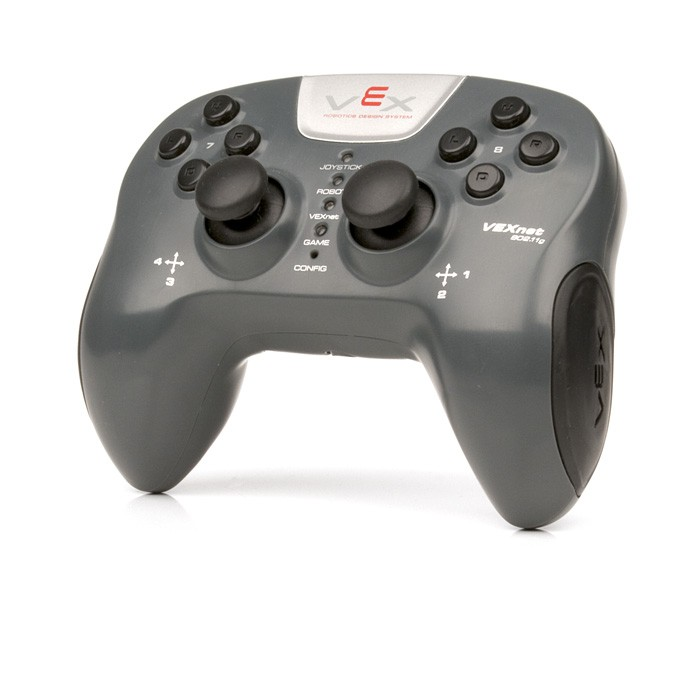 VEX
ROBOTICS DESIGN SYSTEM
7
8
JOYSTICK
ROBOT
VEXnet
GAME
CONFIG
VEXnet
802.11g
4
3
1
2
VEX